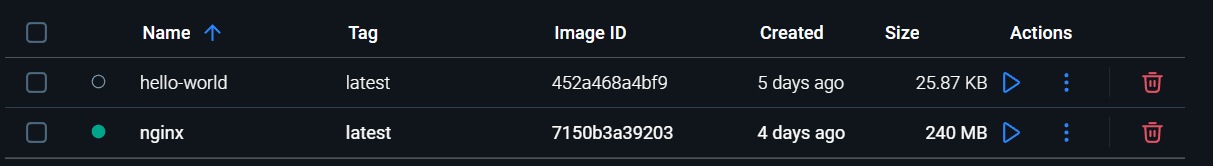 Name Tag Image ID Created Size Actions
hello-world latest 452a468a4bf9 5 days ago 25.87 KB
nginx latest 7150b3a39203 4 days ago 240 MB